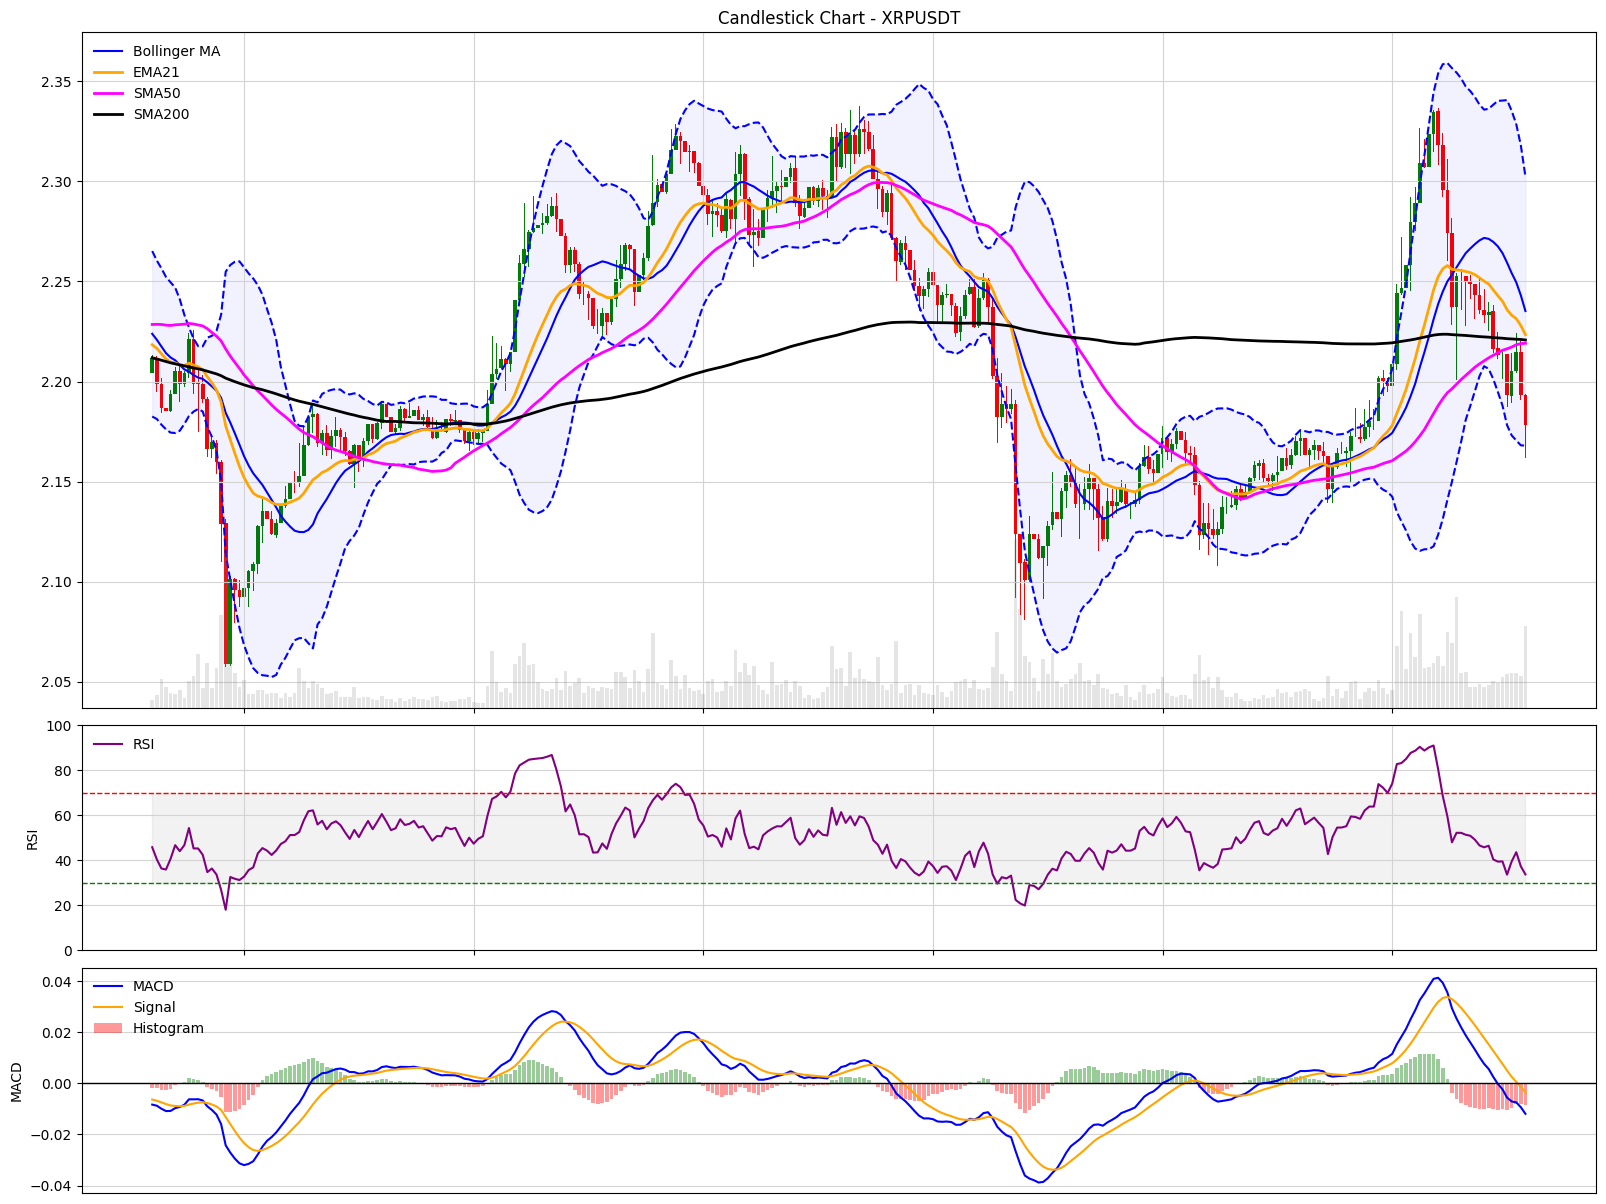 Candlestick Chart - XRPUSDT
Bollinger MA
EMA21
SMA50
SMA200
2.35
2.30
2.25
2.20
2.15
2.10
2.05
RSI
RSI
100
80
60
40
20
0
MACD
Signal
Histogram
MACD
0.04
0.02
0.00
−0.02
−0.04